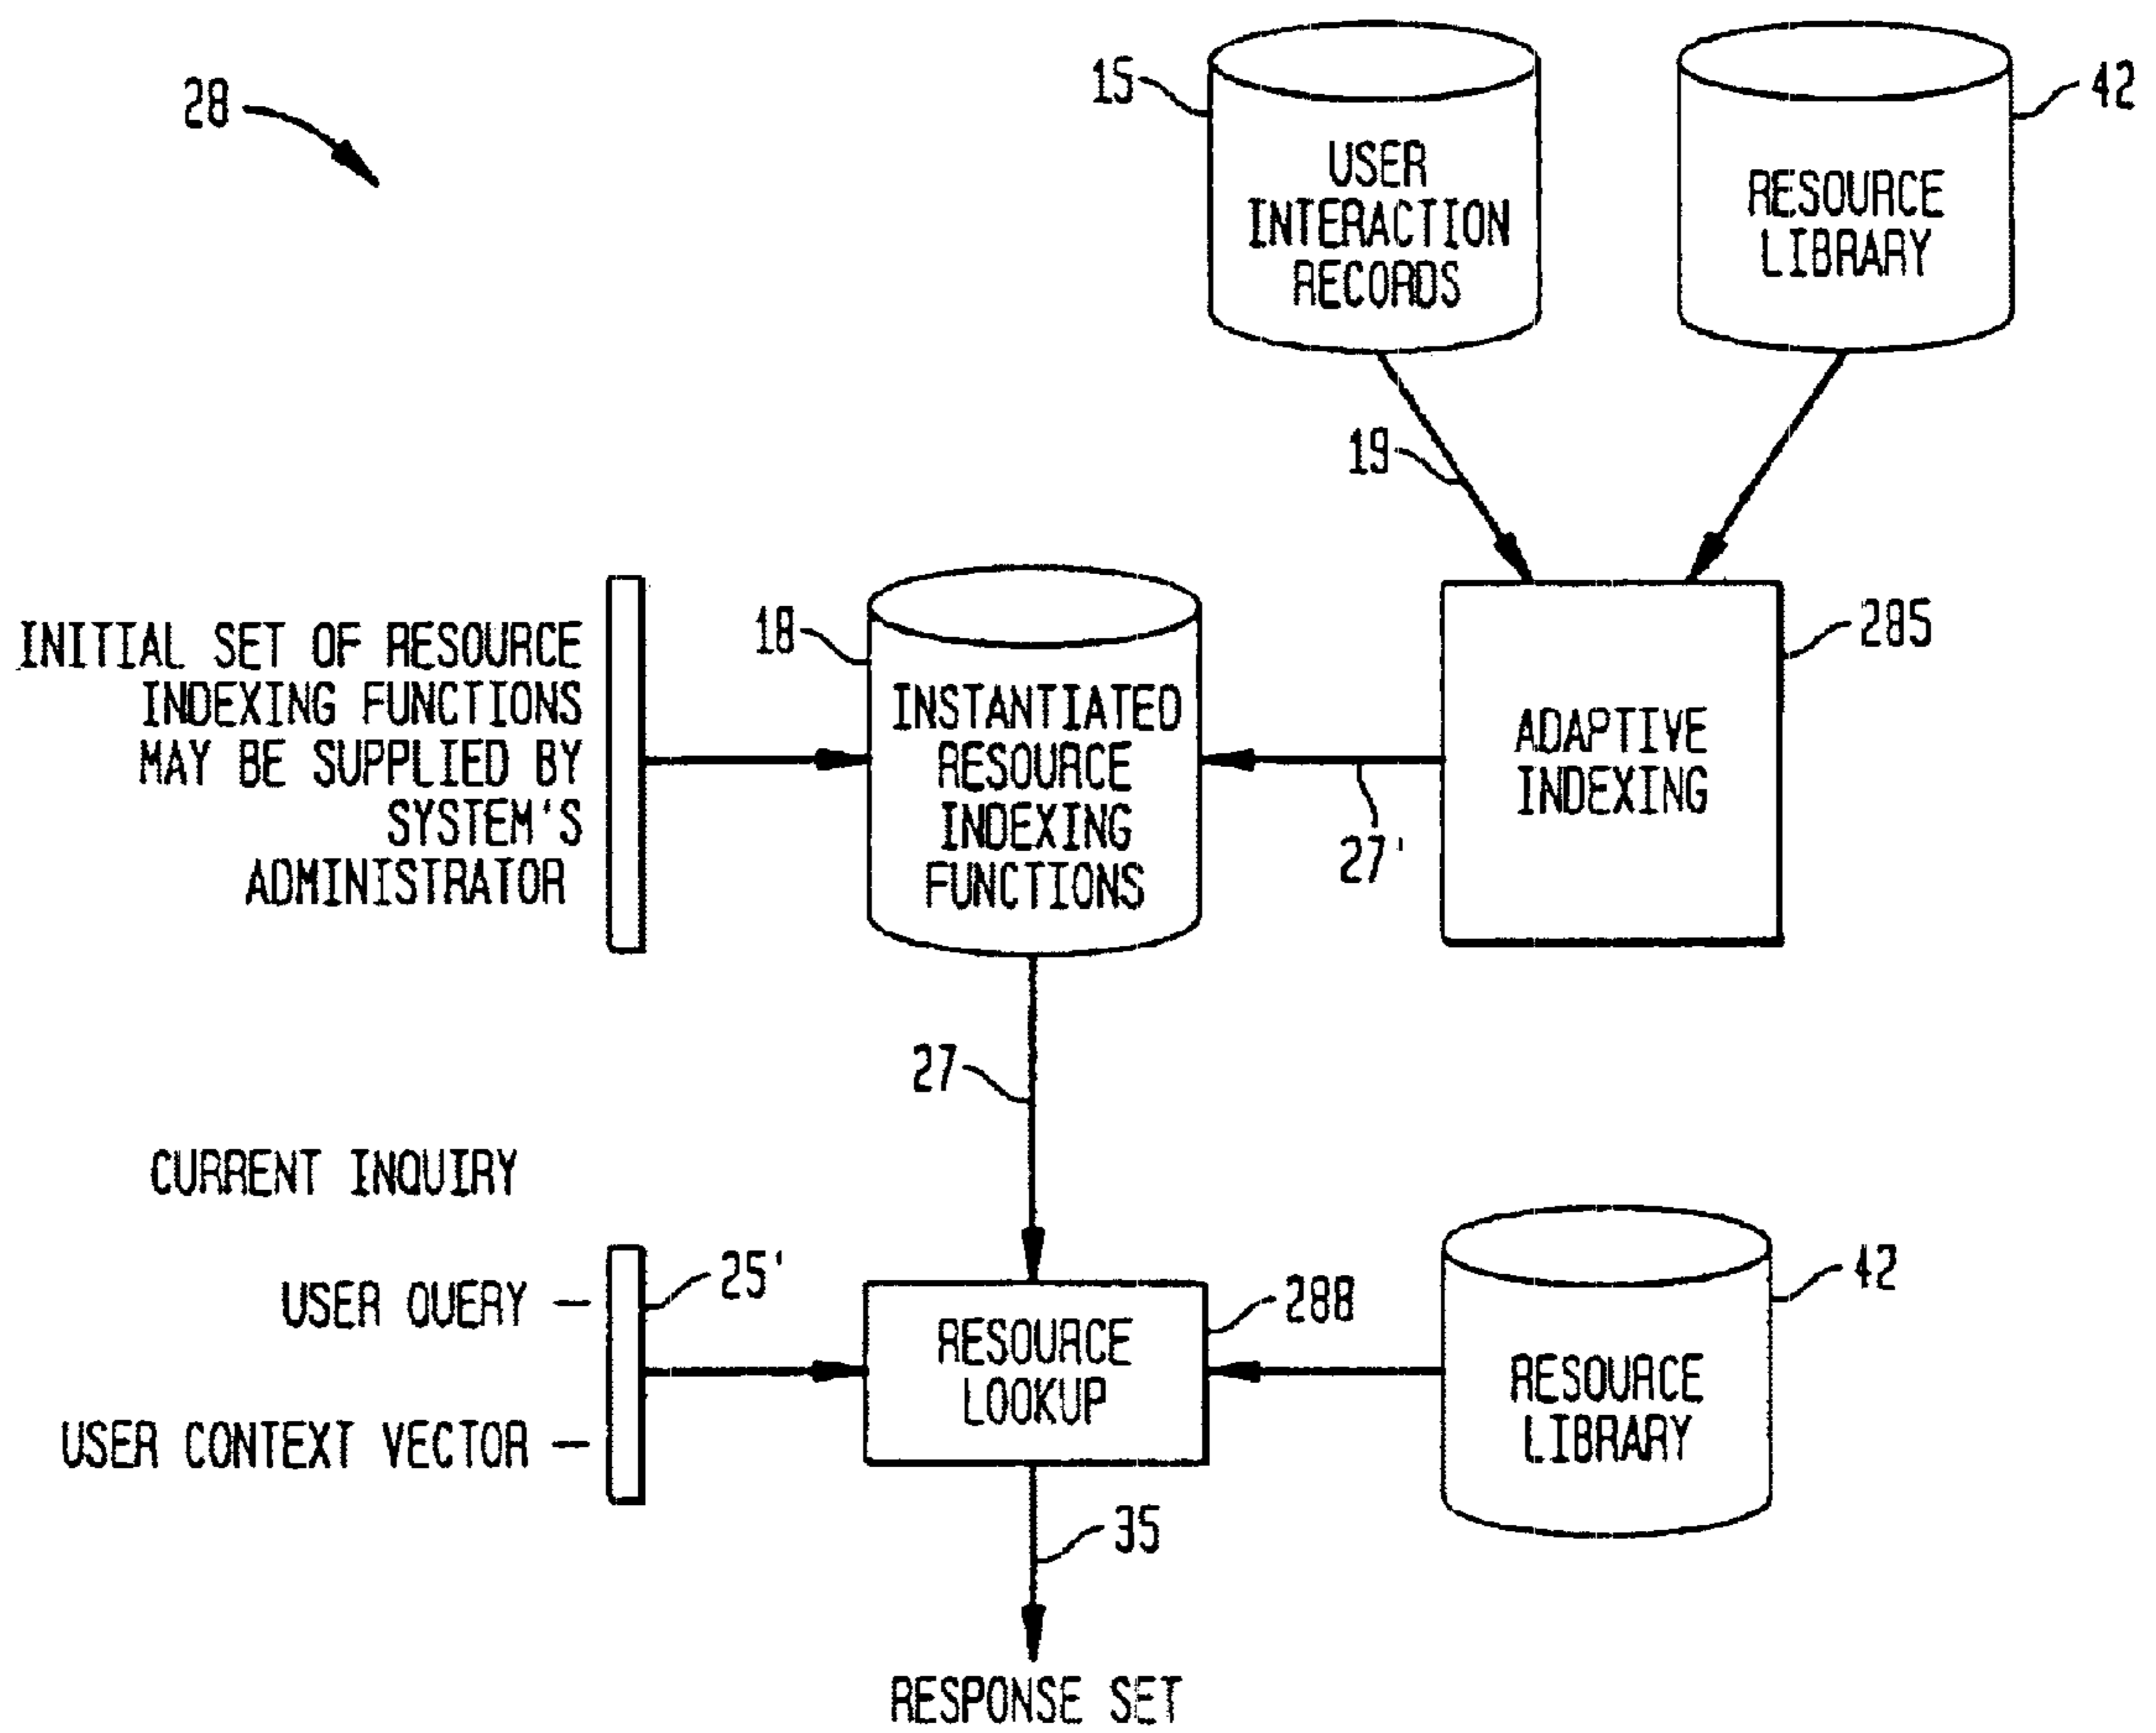 28
15
42
USER
INTERACTION
RECORDS
RESOURCE
LIBRARY
19
INITIAL SET OF RESOURCE
INDEXING FUNCTIONS
MAY BE SUPPLIED BY
SYSTEM'S
ADMINISTRATOR
18
INSTANTIATED
RESOURCE
INDEXING
FUNCTIONS
27'
285
ADAPTIVE
INDEXING
27
CURRENT INQUIRY
USER QUERY -
USER CONTEXT VECTOR -
25'
288
RESOURCE
LOOKUP
42
RESOURCE
LIBRARY
35
RESPONSE SET